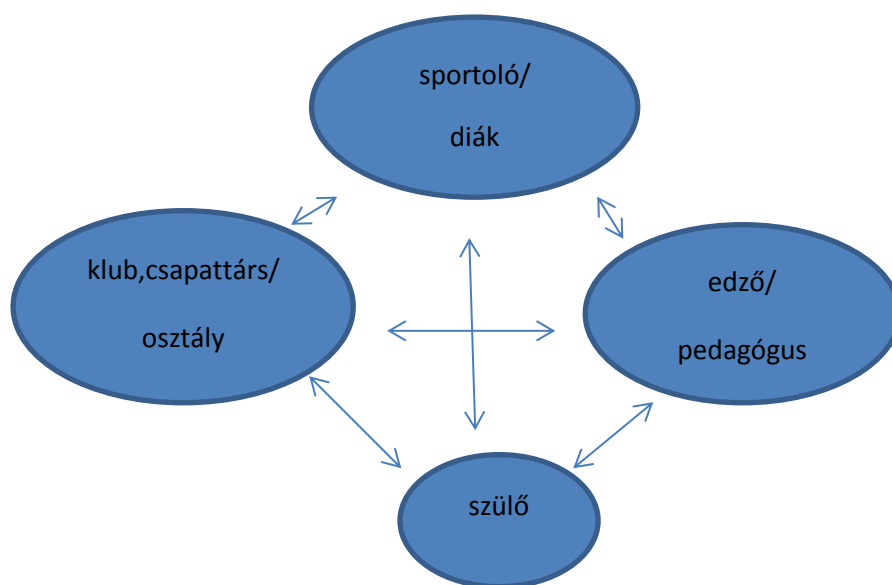 sportoló/
diák
klub,csapattárs/
osztály
edző/
pedagógus
szülő